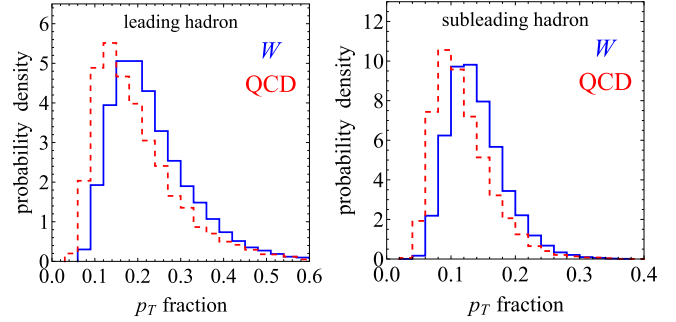 leading hadron
W
QCD
probability density
6
5
4
3
2
1
0
0.0 0.1 0.2 0.3 0.4 0.5 0.6
p_T fraction
subleading hadron
W
QCD
probability density
12
10
8
6
4
2
0
0.0 0.1 0.2 0.3 0.4
p_T fraction